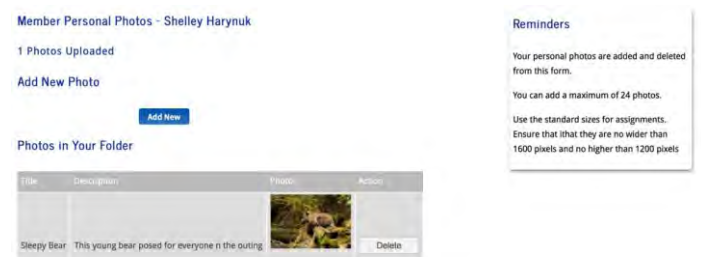 Member Personal Photos - Shelley Harynuk
1 Photos Uploaded
Add New Photo
Add New
Photos in Your Folder
Title Description Photo Action
Sleepy Bear This young bear posed for everyone n the outing Delete
Reminders
Your personal photos are added and deleted
from this form.
You can add a maximum of 24 photos.
Use the standard sizes for assignments.
Ensure that ithat they are no wider than
1600 pixels and no higher than 1200 pixels